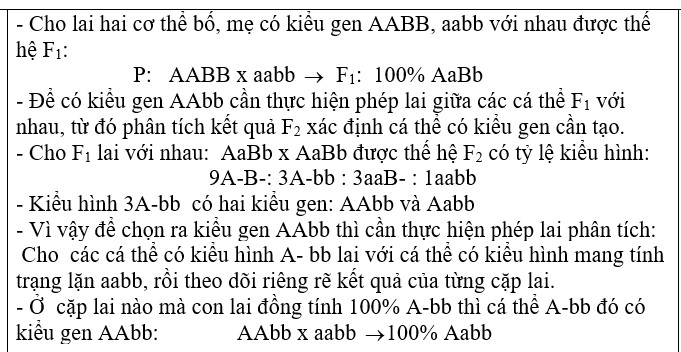 - Cho lai hai cơ thể bố, mẹ có kiểu gen AABB, aabb với nhau được thế
hệ F₁:
P: AABB x aabb → F₁: 100% AaBb
- Để có kiểu gen AAbb cần thực hiện phép lai giữa các cá thể F₁ với
nhau, từ đó phân tích kết quả F₂ xác định cá thể có kiểu gen cần tạo.
- Cho F₁ lai với nhau: AaBb x AaBb được thế hệ F₂ có tỷ lệ kiểu hình:
9A-B-: 3A-bb : 3aaB- : 1aabb
- Kiểu hình 3A-bb có hai kiểu gen: AAbb và Aabb
- Vì vậy để chọn ra kiểu gen AAbb thì cần thực hiện phép lai phân tích:
Cho các cá thể có kiểu hình A- bb lai với cá thể có kiểu hình mang tính
trạng lặn aabb, rồi theo dõi riêng rẽ kết quả của từng cặp lai.
- Ở cặp lai nào mà con lai đồng tính 100% A-bb thì cá thể A-bb đó có
kiểu gen AAbb: AAbb x aabb →100% Aabb